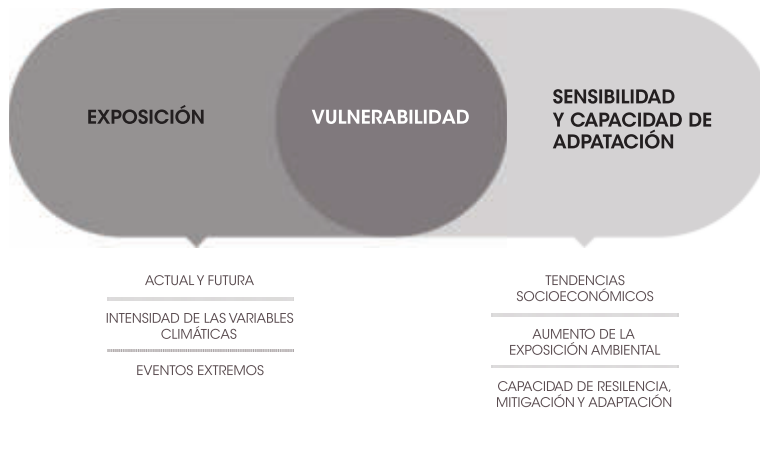 EXPOSICIÓN
VULNERABILIDAD
SENSIBILIDAD
Y CAPACIDAD DE
ADPATACIÓN
ACTUAL Y FUTURA
INTENSIDAD DE LAS VARIABLES
CLIMÁTICAS
EVENTOS EXTREMOS
TENDENCIAS
SOCIOECONÓMICOS
AUMENTO DE LA
EXPOSICIÓN AMBIENTAL
CAPACIDAD DE RESILENCIA,
MITIGACIÓN Y ADAPTACIÓN